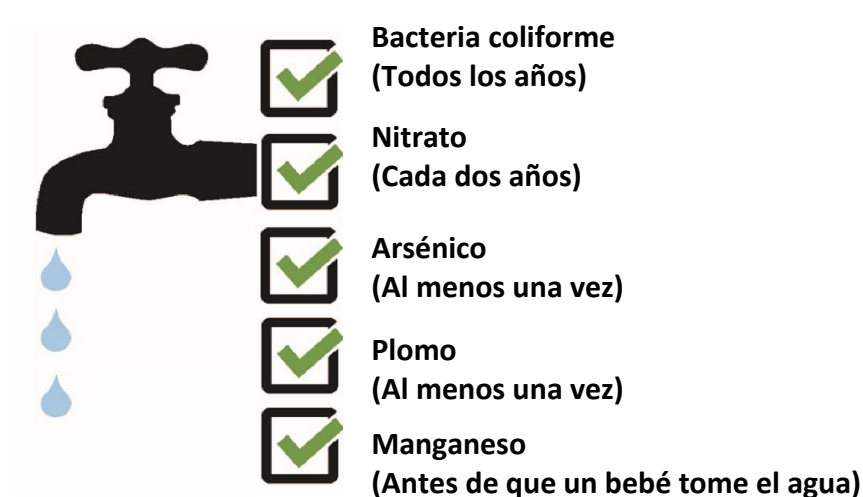 Bacteria coliforme
(Todos los años)
Nitrato
(Cada dos años)
Arsénico
(Al menos una vez)
Plomo
(Al menos una vez)
Manganeso
(Antes de que un bebé tome el agua)